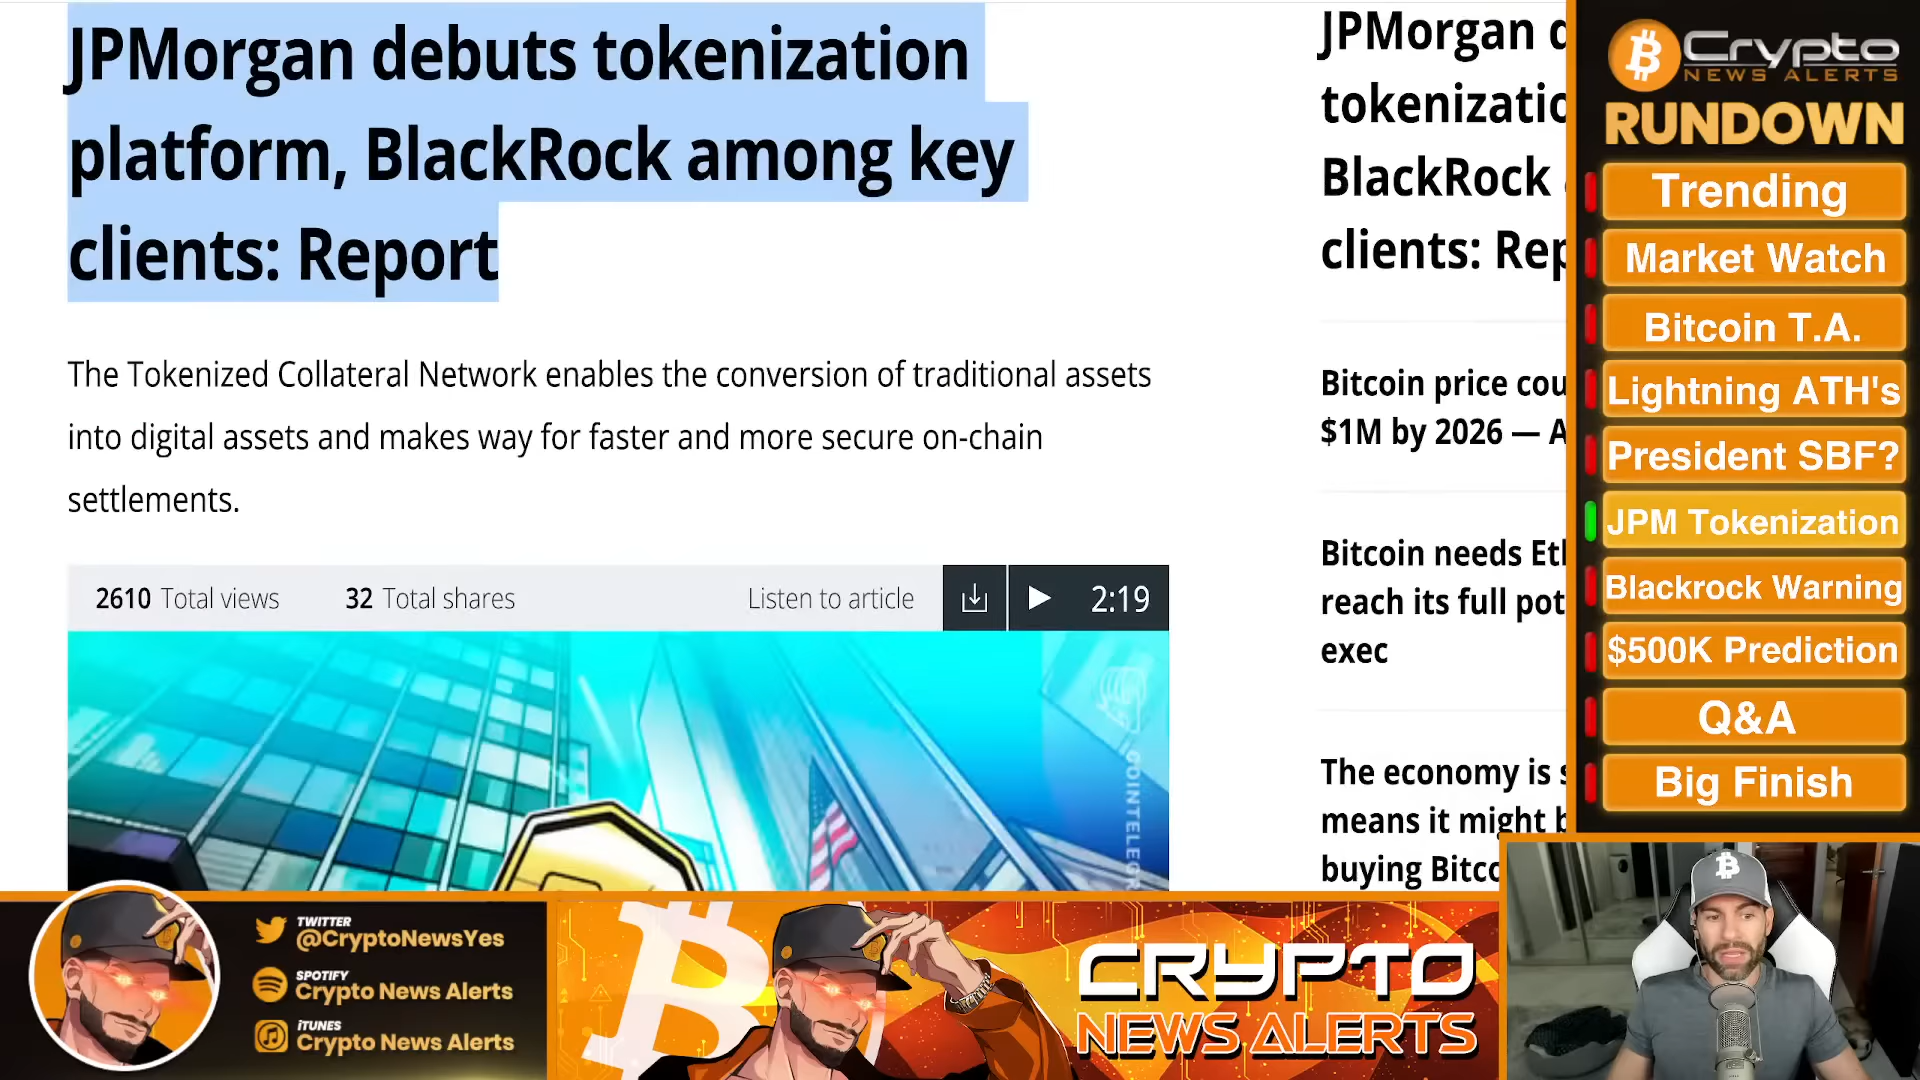 JPMorgan debuts tokenization
platform, BlackRock among key
clients: Report
The Tokenized Collateral Network enables the conversion of traditional assets
into digital assets and makes way for faster and more secure on-chain
settlements.
2610 Total views
32 Total shares
Listen to article
2:19
COINTELEGR
JPMorgan d
tokenizatio
BlackRock
clients: Rep
Bitcoin price cou
$1M by 2026 — A
Bitcoin needs Et
reach its full pot
exec
The economy is s
means it might b
buying Bitco
Crypto
NEWS ALERTS
RUNDOWN
Trending
Market Watch
Bitcoin T.A.
Lightning ATH's
President SBF?
JPM Tokenization
Blackrock Warning
$500K Prediction
Q&A
Big Finish
TWITTER
@CryptoNewsYes
SPOTIFY
Crypto News Alerts
iTUNES
Crypto News Alerts
CRYPTO
NEWS ALERTS